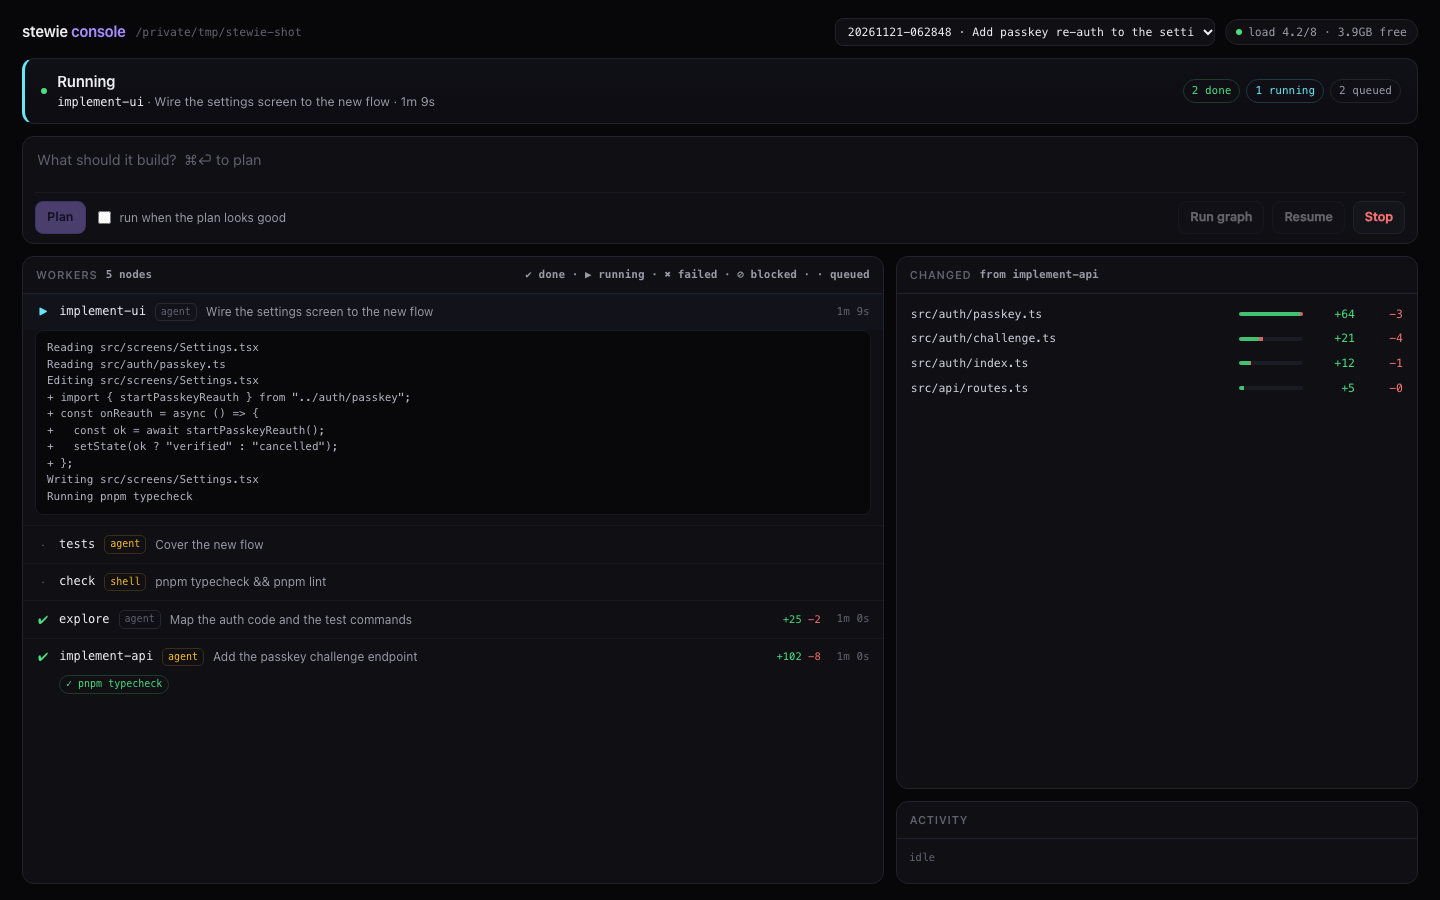 stewie console /private/tmp/stewie-shot
20261121-062848 · Add passkey re-auth to the setti
load 4.2/8 · 3.9GB free
Running
implement-ui · Wire the settings screen to the new flow · 1m 9s
2 done 1 running 2 queued
What should it build? ⌘⏎ to plan
Plan run when the plan looks good
Run graph Resume Stop
WORKERS 5 nodes
✔ done · ▶ running · ✖ failed · ⊘ blocked · · queued
▶ implement-ui agent Wire the settings screen to the new flow 1m 9s
Reading src/screens/Settings.tsx
Reading src/auth/passkey.ts
Editing src/screens/Settings.tsx
+ import { startPasskeyReauth } from "../auth/passkey";
+ const onReauth = async () => {
+   const ok = await startPasskeyReauth();
+   setState(ok ? "verified" : "cancelled");
+ };
Writing src/screens/Settings.tsx
Running pnpm typecheck
· tests agent Cover the new flow
· check shell pnpm typecheck && pnpm lint
✔ explore agent Map the auth code and the test commands +25 −2 1m 0s
✔ implement-api agent Add the passkey challenge endpoint +102 −8 1m 0s
✓ pnpm typecheck
CHANGED from implement-api
src/auth/passkey.ts +64 −3
src/auth/challenge.ts +21 −4
src/auth/index.ts +12 −1
src/api/routes.ts +5 −0
ACTIVITY
idle